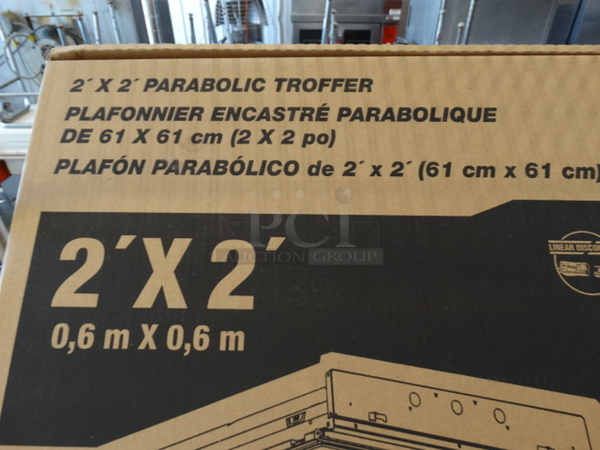 2´ X 2´ PARABOLIC TROFFER
PLAFONNIER ENCASTRÉ PARABOLIQUE
DE 61 X 61 cm (2 X 2 po)
PLAFÓN PARABÓLICO de 2´ x 2´ (61 cm x 61 cm)
PCI
AUCTION GROUP
2´X 2´
0,6 m X 0,6 m
LINEAR